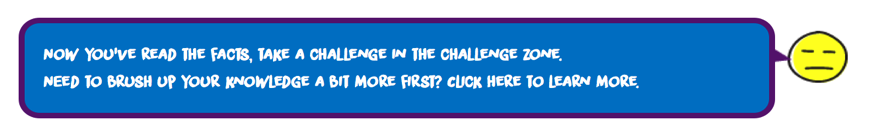 NOW YOU'VE READ THE FACTS, TAKE A CHALLENGE IN THE CHALLENGE ZONE.
NEED TO BRUSH UP YOUR KNOWLEDGE A BIT MORE FIRST? CLICK HERE TO LEARN MORE.